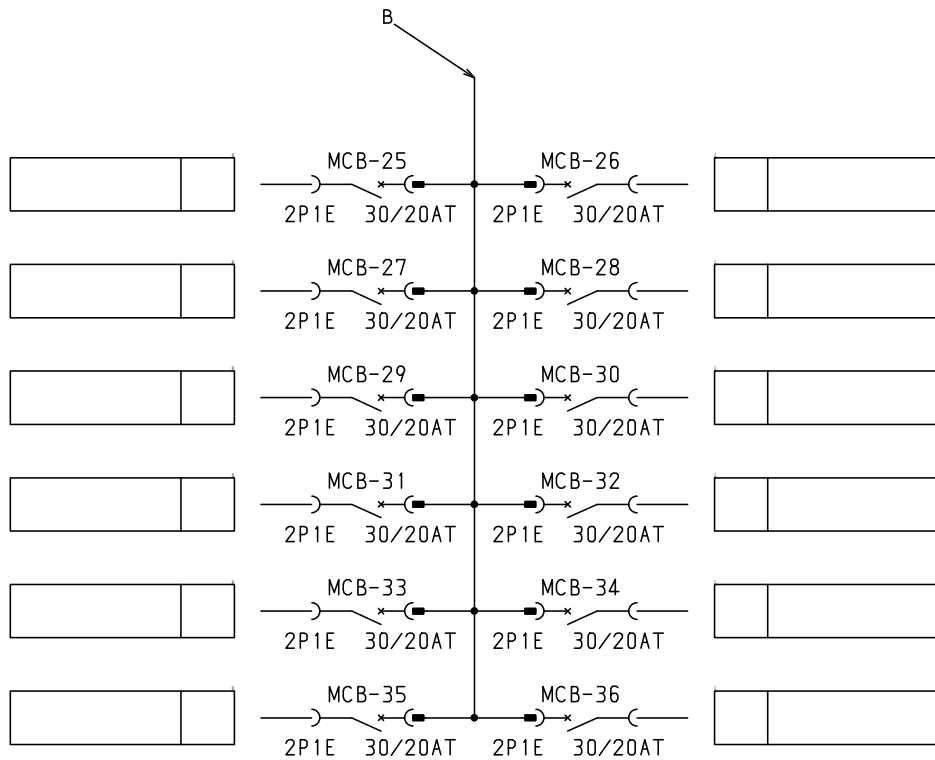 B
MCB-25 MCB-26
2P1E 30/20AT 2P1E 30/20AT
MCB-27 MCB-28
2P1E 30/20AT 2P1E 30/20AT
MCB-29 MCB-30
2P1E 30/20AT 2P1E 30/20AT
MCB-31 MCB-32
2P1E 30/20AT 2P1E 30/20AT
MCB-33 MCB-34
2P1E 30/20AT 2P1E 30/20AT
MCB-35 MCB-36
2P1E 30/20AT 2P1E 30/20AT